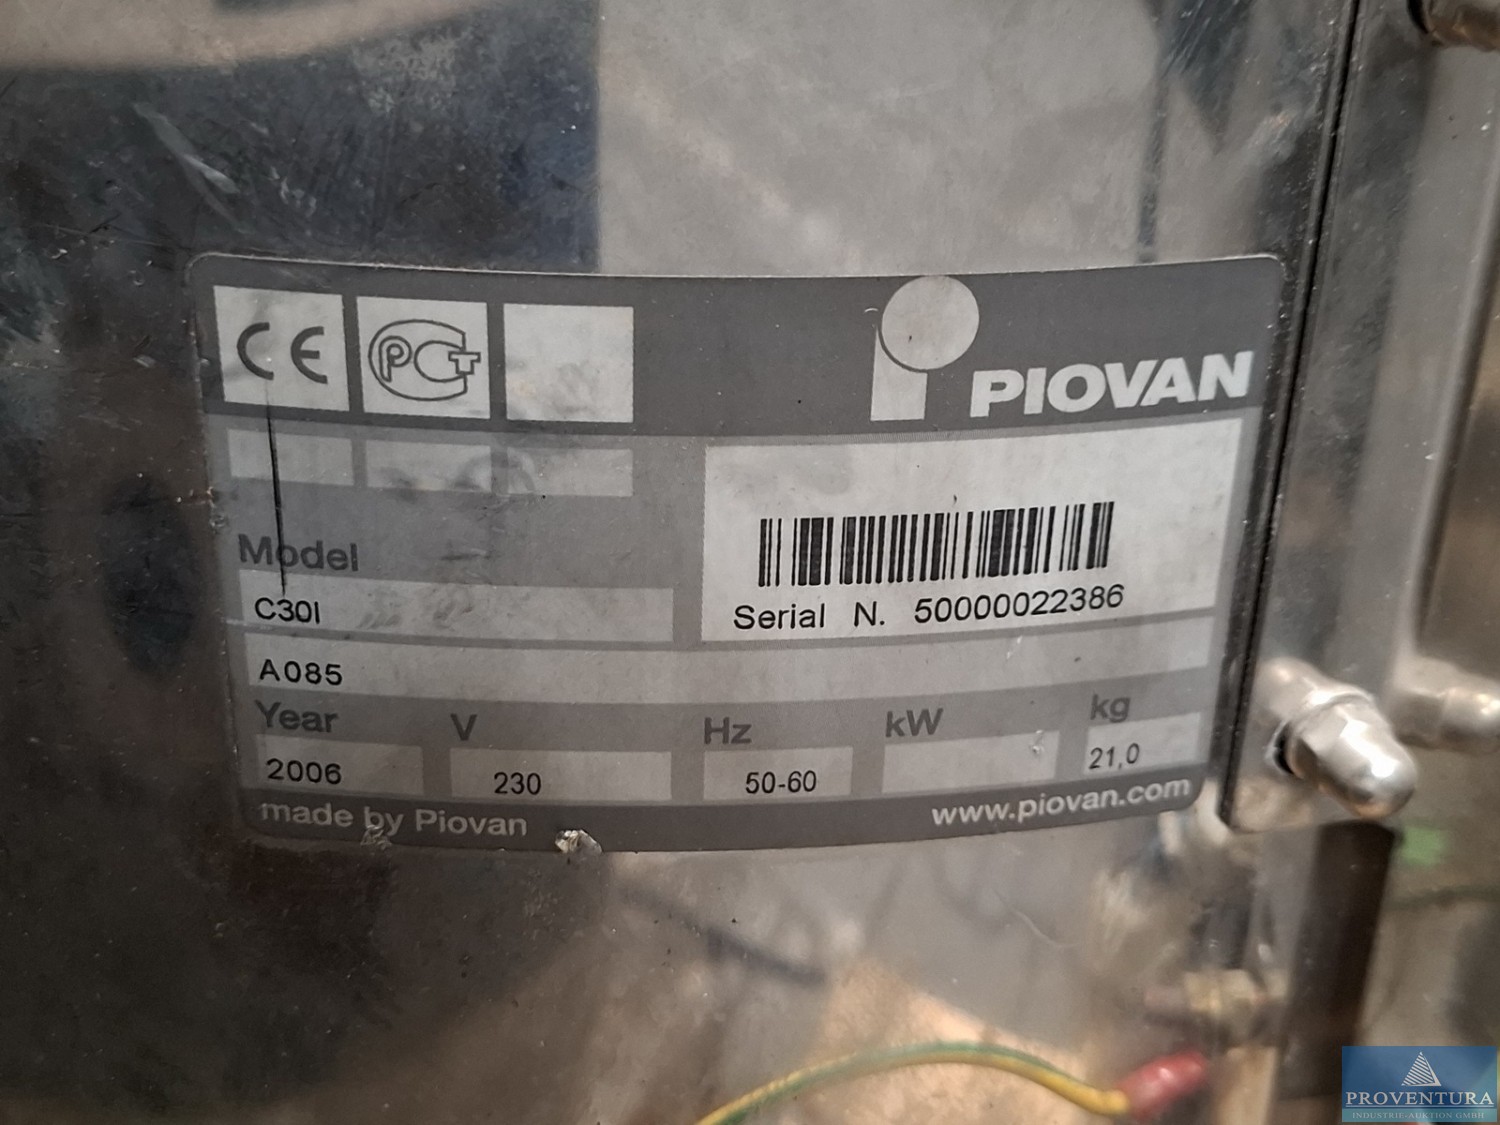 CE PCT
PIOVAN
Model
C30I
Serial N. 50000022386
A085
Year V Hz kW kg
2006 230 50-60 21,0
made by Piovan www.piovan.com
PROVENTURA
INDUSTRIE-AUKTION GMBH